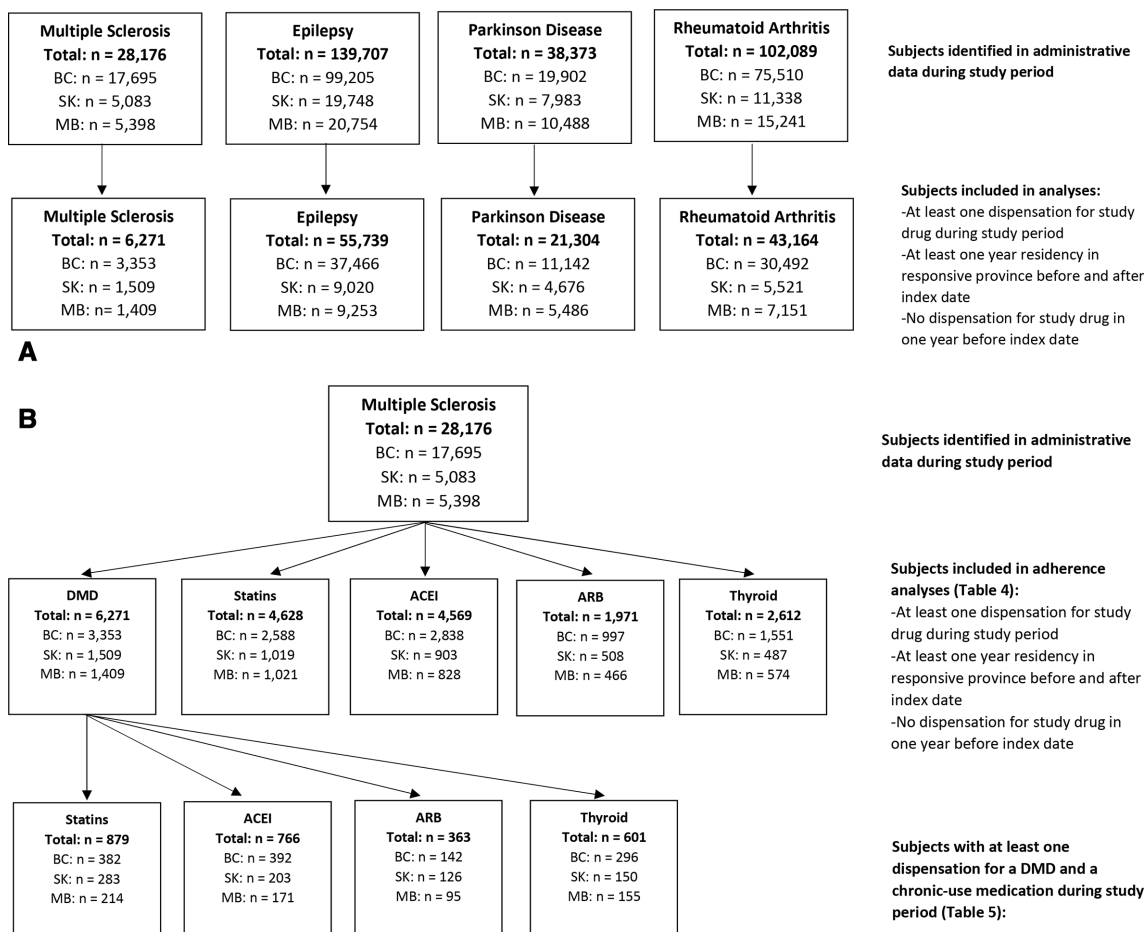 Multiple Sclerosis
Total: n = 28,176
BC: n = 17,695
SK: n = 5,083
MB: n = 5,398
Epilepsy
Total: n = 139,707
BC: n = 99,205
SK: n = 19,748
MB: n = 20,754
Parkinson Disease
Total: n = 38,373
BC: n = 19,902
SK: n = 7,983
MB: n = 10,488
Rheumatoid Arthritis
Total: n = 102,089
BC: n = 75,510
SK: n = 11,338
MB: n = 15,241
Subjects identified in administrative
data during study period
Multiple Sclerosis
Total: n = 6,271
BC: n = 3,353
SK: n = 1,509
MB: n= 1,409
Epilepsy
Total: n = 55,739
BC: n = 37,466
SK: n = 9,020
MB: n = 9,253
Parkinson Disease
Total: n = 21,304
BC: n = 11,142
SK: n = 4,676
MB: n = 5,486
Rheumatoid Arthritis
Total: n = 43,164
BC: n = 30,492
SK: n = 5,521
MB: n = 7,151
Subjects included in analyses:
-At least one dispensation for study
drug during study period
-At least one year residency in
responsive province before and after
index date
-No dispensation for study drug in
one year before index date
A
B
Multiple Sclerosis
Total: n = 28,176
BC: n = 17,695
SK: n = 5,083
MB: n = 5,398
Subjects identified in administrative
data during study period
DMD
Total: n = 6,271
BC: n = 3,353
SK: n = 1,509
MB: n = 1,409
Statins
Total: n = 4,628
BC: n = 2,588
SK: n = 1,019
MB: n = 1,021
ACEI
Total: n = 4,569
BC: n = 2,838
SK: n = 903
MB: n = 828
ARB
Total: n = 1,971
BC: n = 997
SK: n = 508
MB: n = 466
Thyroid
Total: n = 2,612
BC: n = 1,551
SK: n = 487
MB: n = 574
Subjects included in adherence
analyses (Table 4):
-At least one dispensation for study
drug during study period
-At least one year residency in
responsive province before and after
index date
-No dispensation for study drug in
one year before index date
Statins
Total: n = 879
BC: n = 382
SK: n = 283
MB: n = 214
ACEI
Total: n = 766
BC: n = 392
SK: n = 203
MB: n = 171
ARB
Total: n = 363
BC: n = 142
SK: n = 126
MB: n = 95
Thyroid
Total: n = 601
BC: n = 296
SK: n = 150
MB: n = 155
Subjects with at least one
dispensation for a DMD and a
chronic-use medication during study
period (Table 5):